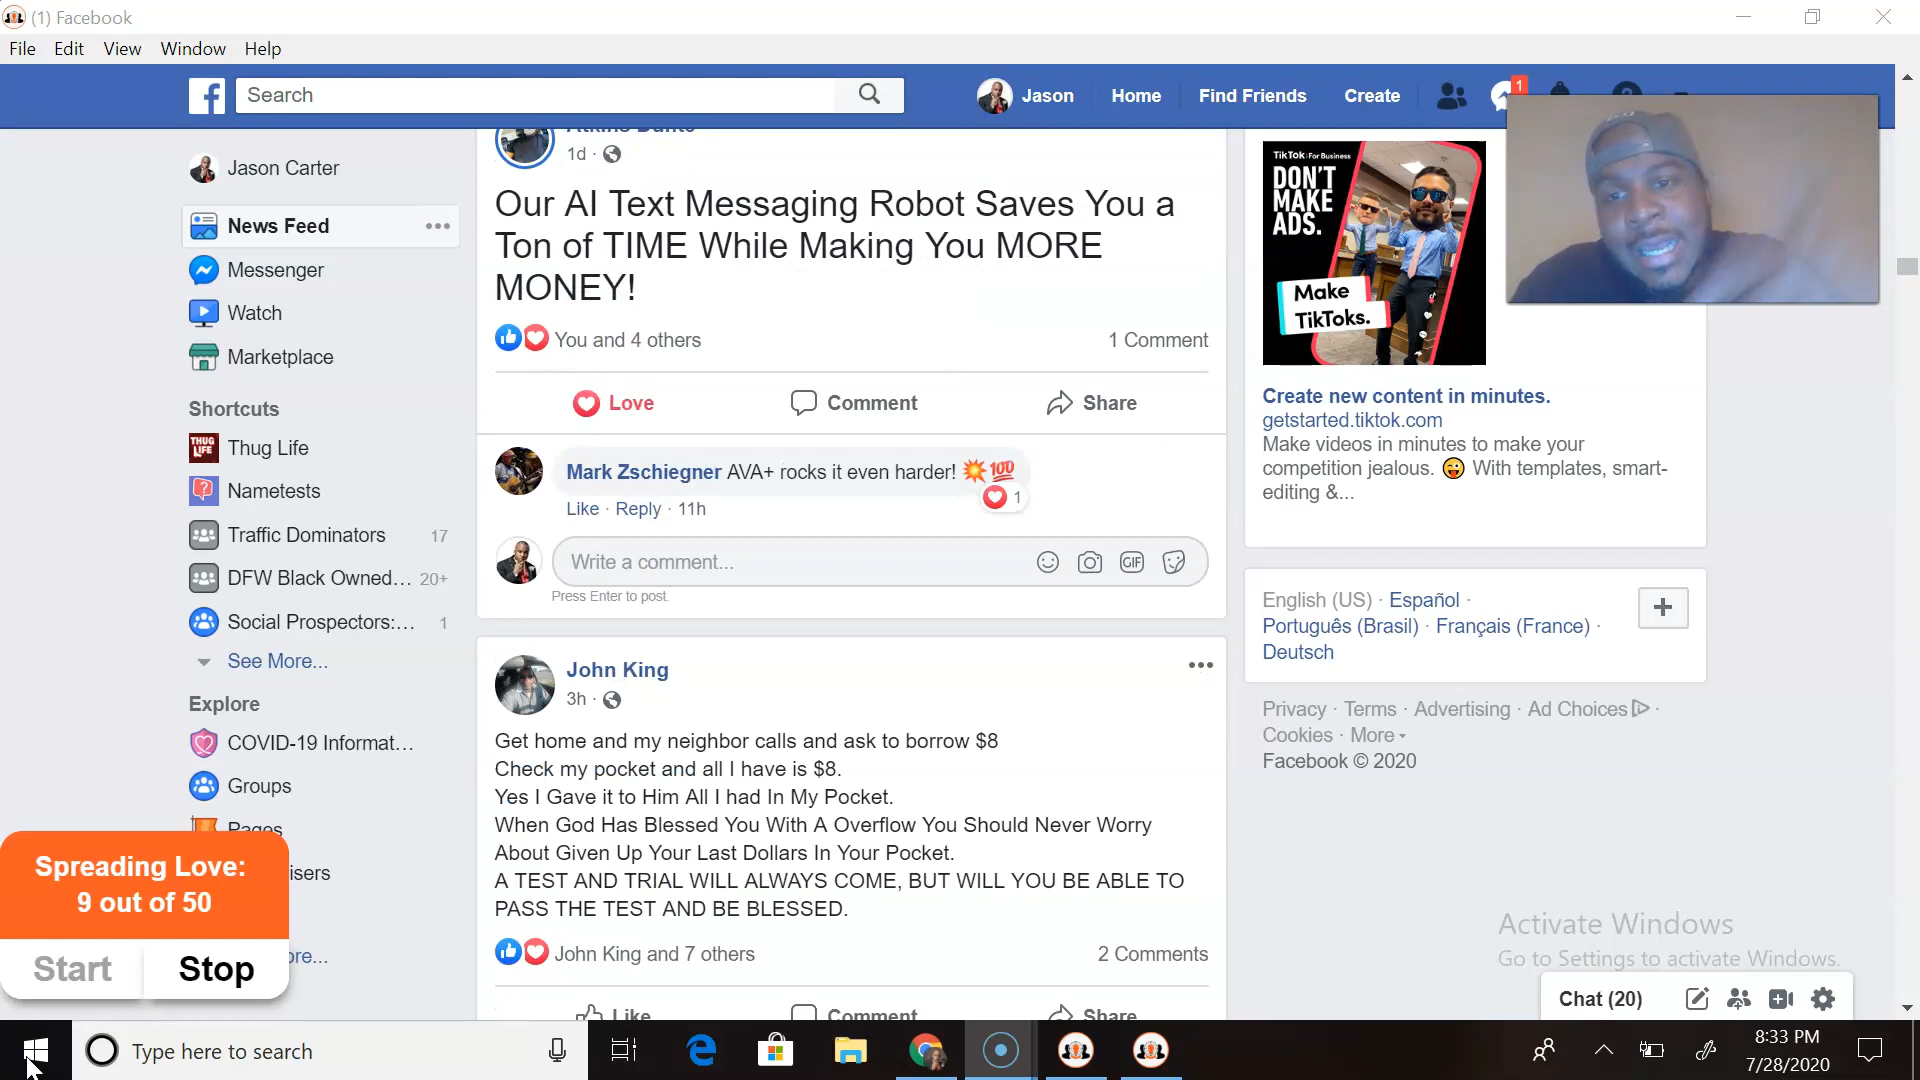 (1) Facebook
File Edit View Window Help
Search
Jason Home Find Friends Create
1
Jason Carter
News Feed
Messenger
Watch
Marketplace
Shortcuts
THUG LIFE
Thug Life
Nametests
Traffic Dominators 17
DFW Black Owned... 20+
Social Prospectors:... 1
See More...
Explore
COVID-19 Informat...
Groups
Pages
isers
ore...
Spreading Love:
9 out of 50
Start Stop
Atkins Dante
1d ·
Our AI Text Messaging Robot Saves You a
Ton of TIME While Making You MORE
MONEY!
You and 4 others 1 Comment
Love Comment Share
Mark Zschiegner AVA+ rocks it even harder! 💥💯
1
Like · Reply · 11h
Write a comment...
GIF
Press Enter to post.
John King
3h ·
Get home and my neighbor calls and ask to borrow $8
Check my pocket and all I have is $8.
Yes I Gave it to Him All I had In My Pocket.
When God Has Blessed You With A Overflow You Should Never Worry
About Given Up Your Last Dollars In Your Pocket.
A TEST AND TRIAL WILL ALWAYS COME, BUT WILL YOU BE ABLE TO
PASS THE TEST AND BE BLESSED.
John King and 7 others 2 Comments
Like Comment Share
TikTok For Business
DON'T
MAKE
ADS.
Make
TikToks.
Create new content in minutes.
getstarted.tiktok.com
Make videos in minutes to make your
competition jealous. 😜 With templates, smart-
editing &...
English (US) · Español ·
Português (Brasil) · Français (France) ·
Deutsch
Privacy · Terms · Advertising · Ad Choices ·
Cookies · More
Facebook © 2020
Activate Windows
Go to Settings to activate Windows.
Chat (20)
Type here to search
8:33 PM
7/28/2020